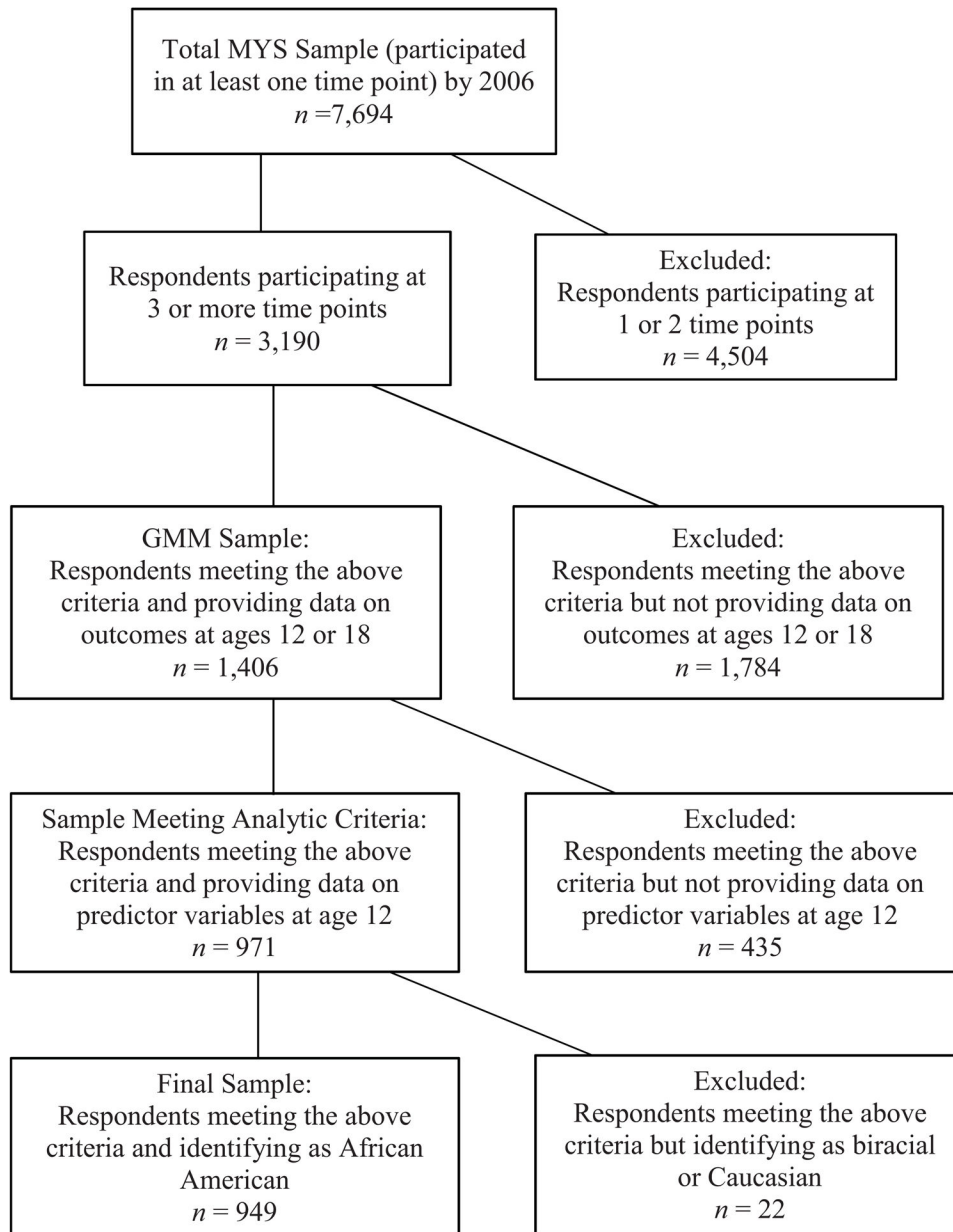 Total MYS Sample (participated
in at least one time point) by 2006
n =7,694
Respondents participating at
3 or more time points
n = 3,190
Excluded:
Respondents participating at
1 or 2 time points
n = 4,504
GMM Sample:
Respondents meeting the above
criteria and providing data on
outcomes at ages 12 or 18
n = 1,406
Excluded:
Respondents meeting the above
criteria but not providing data on
outcomes at ages 12 or 18
n = 1,784
Sample Meeting Analytic Criteria:
Respondents meeting the above
criteria and providing data on
predictor variables at age 12
n = 971
Excluded:
Respondents meeting the above
criteria but not providing data on
predictor variables at age 12
n = 435
Final Sample:
Respondents meeting the above
criteria and identifying as African
American
n = 949
Excluded:
Respondents meeting the above
criteria but identifying as biracial
or Caucasian
n = 22